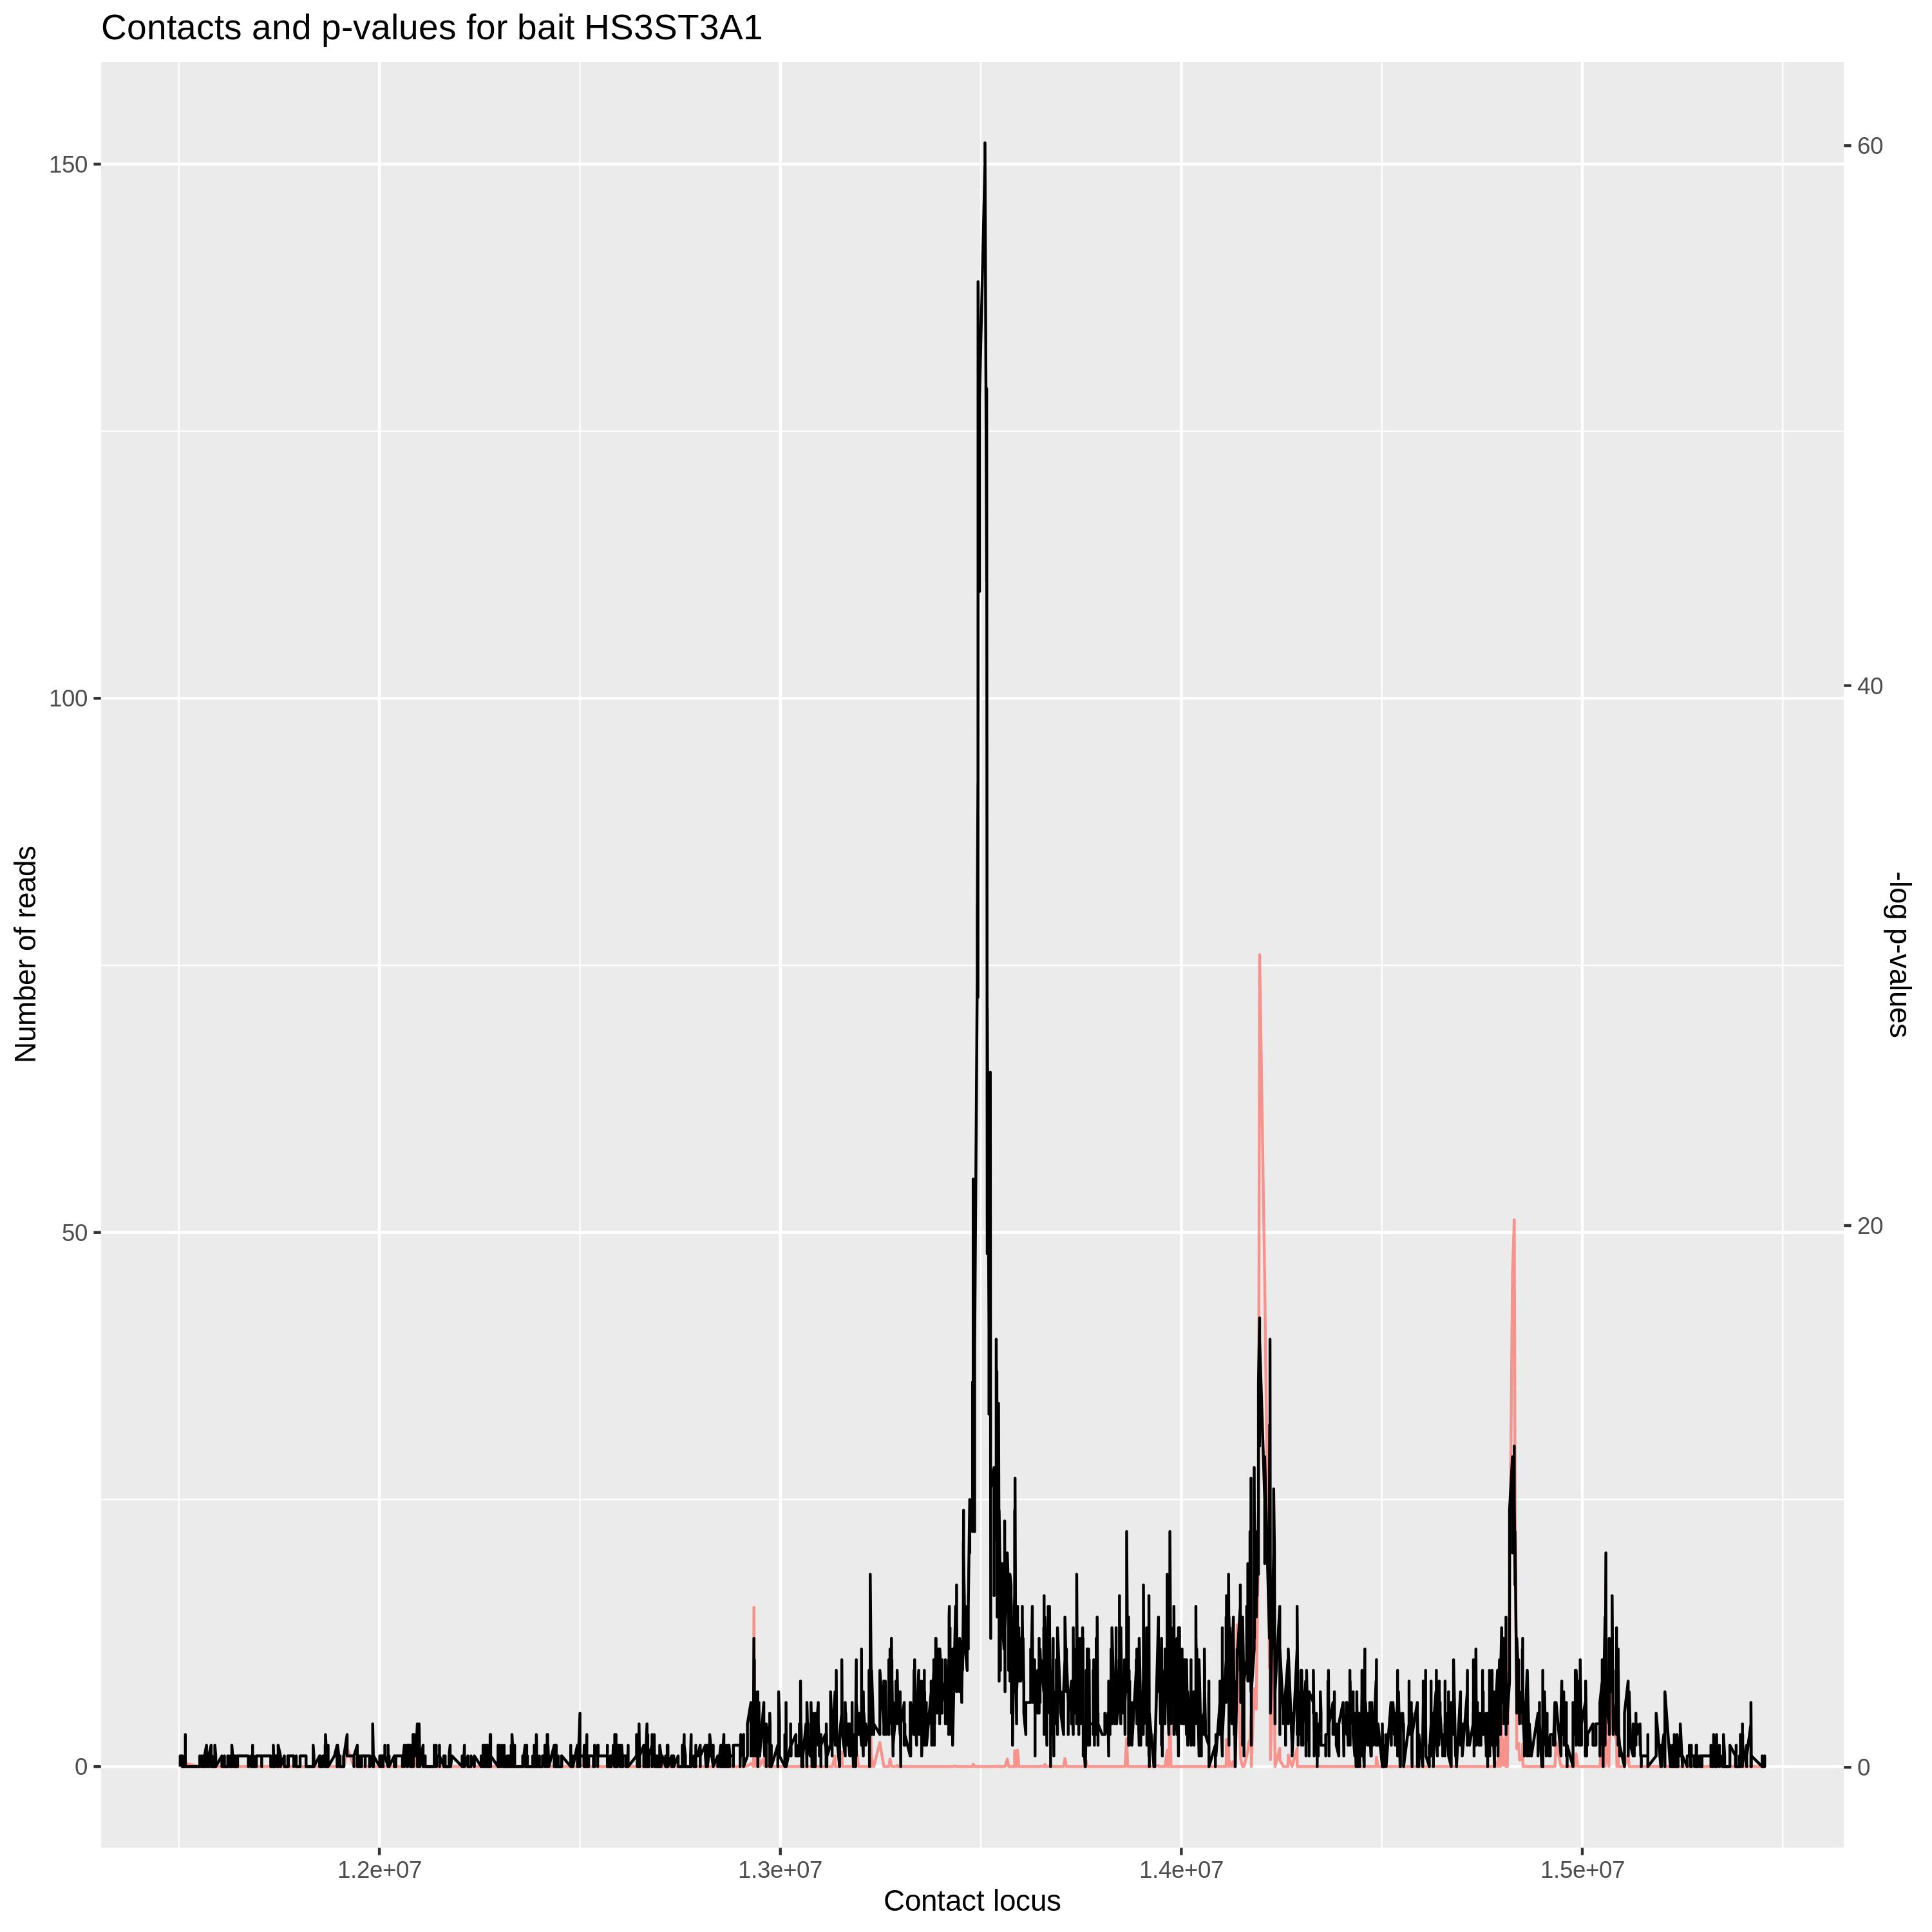 Contacts and p-values for bait HS3ST3A1
150
100
50
0
60
40
20
0
Number of reads
-log p-values
1.2e+07
1.3e+07
1.4e+07
1.5e+07
Contact locus